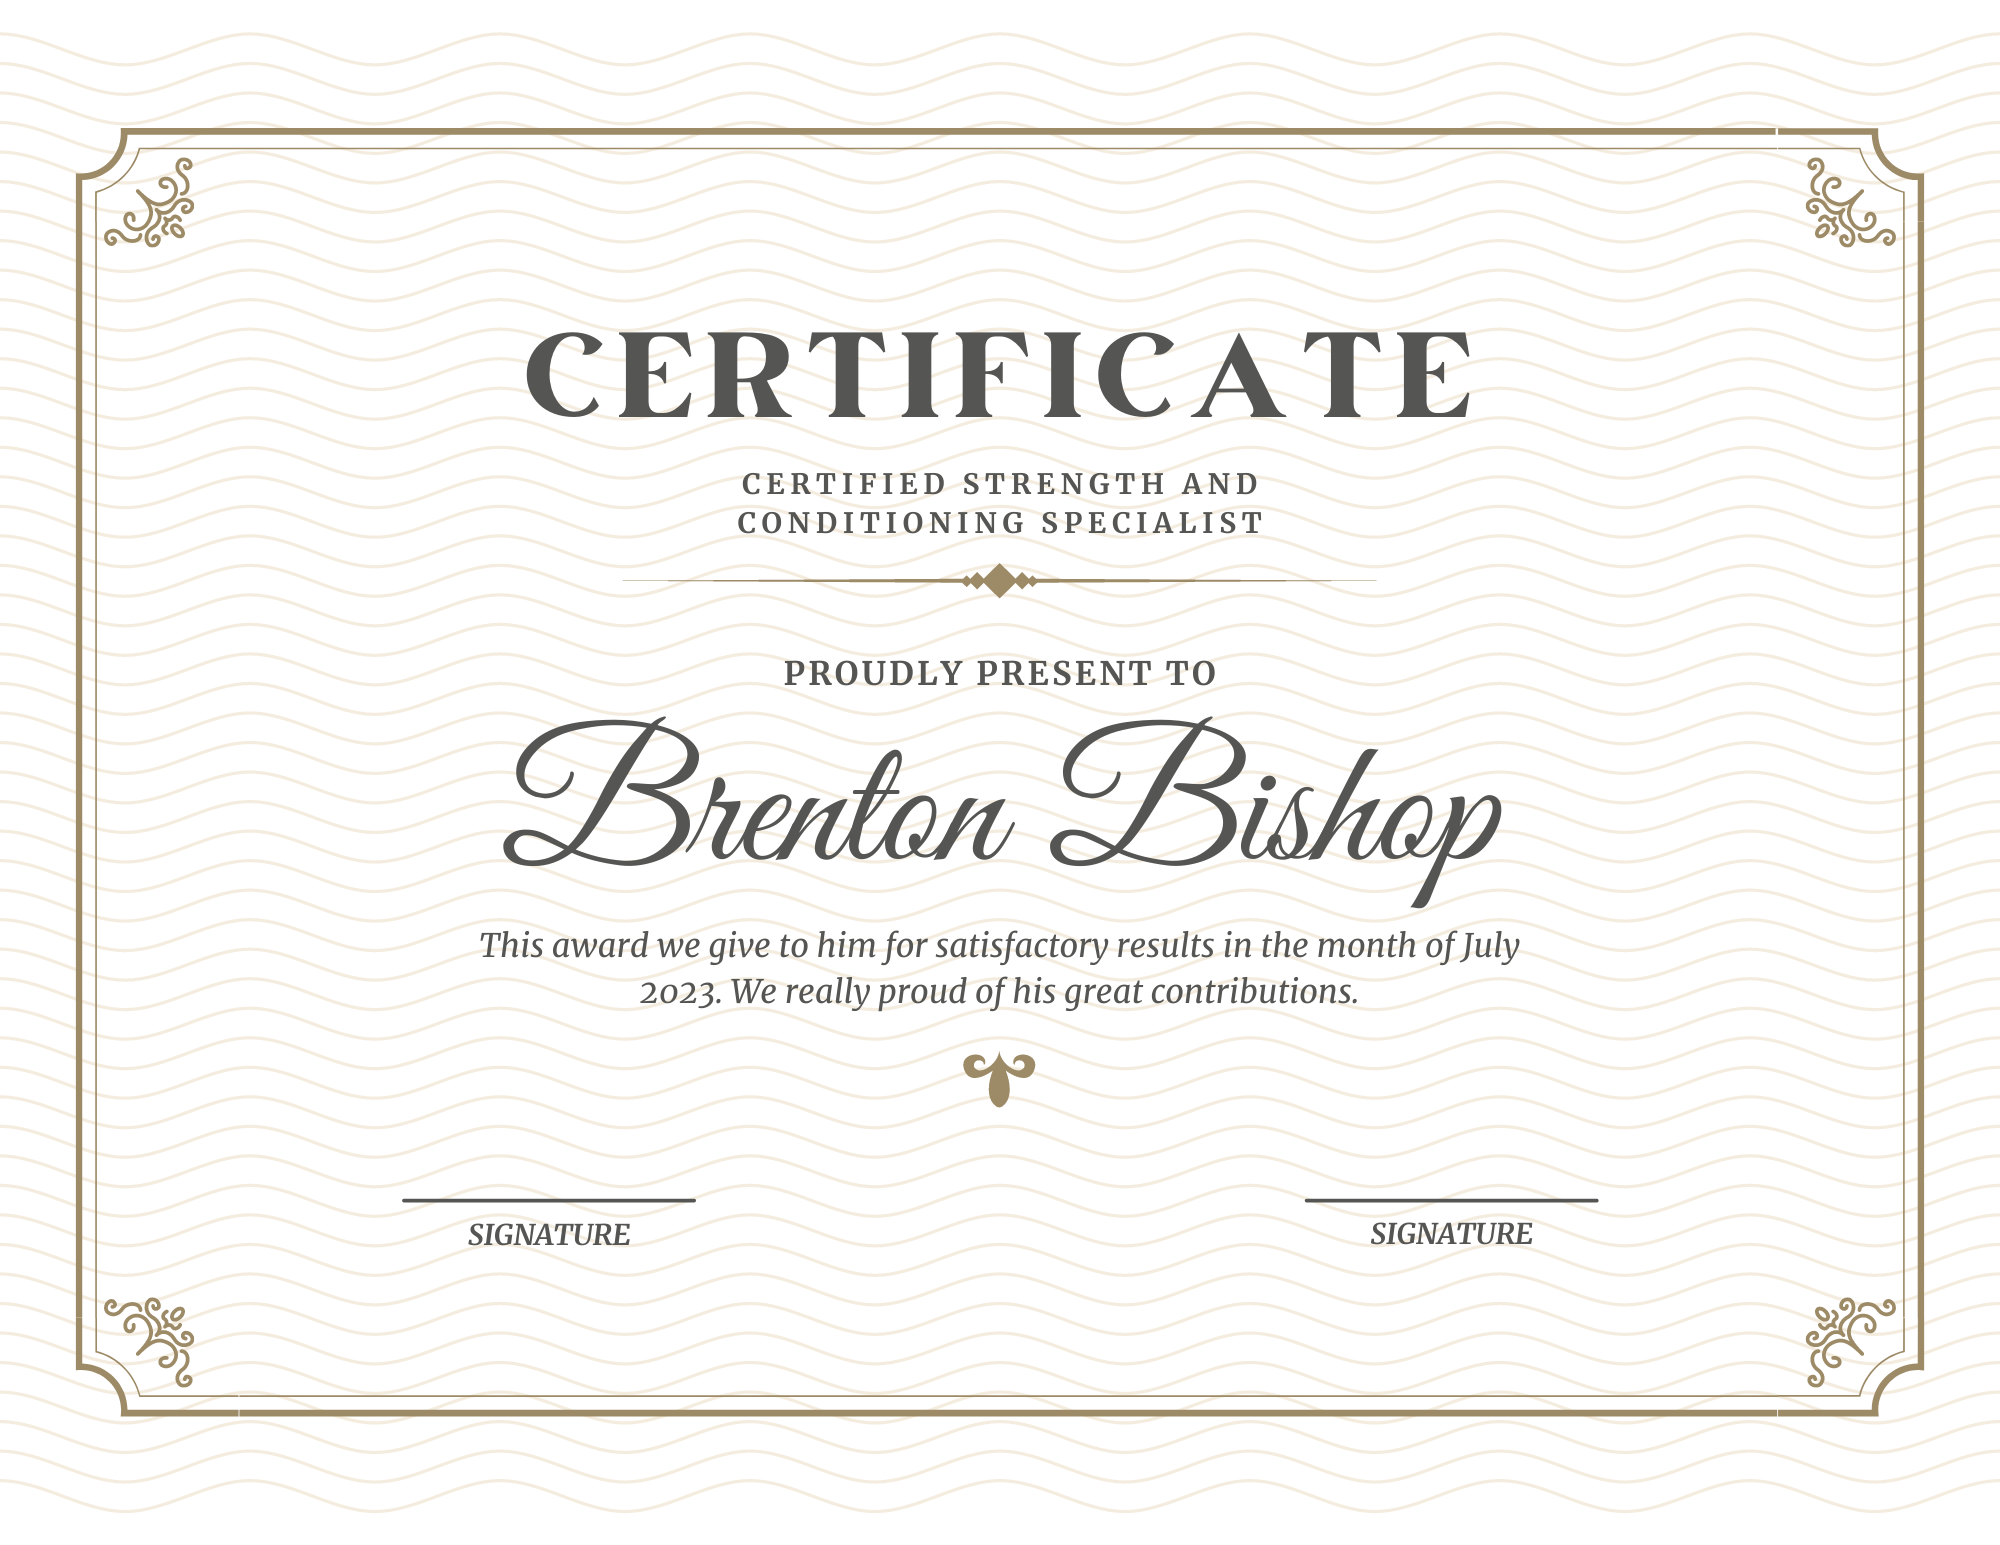 CERTIFICATE
CERTIFIED STRENGTH AND
CONDITIONING SPECIALIST
PROUDLY PRESENT TO
Brenton Bishop
This award we give to him for satisfactory results in the month of July
2023. We really proud of his great contributions.
SIGNATURE
SIGNATURE